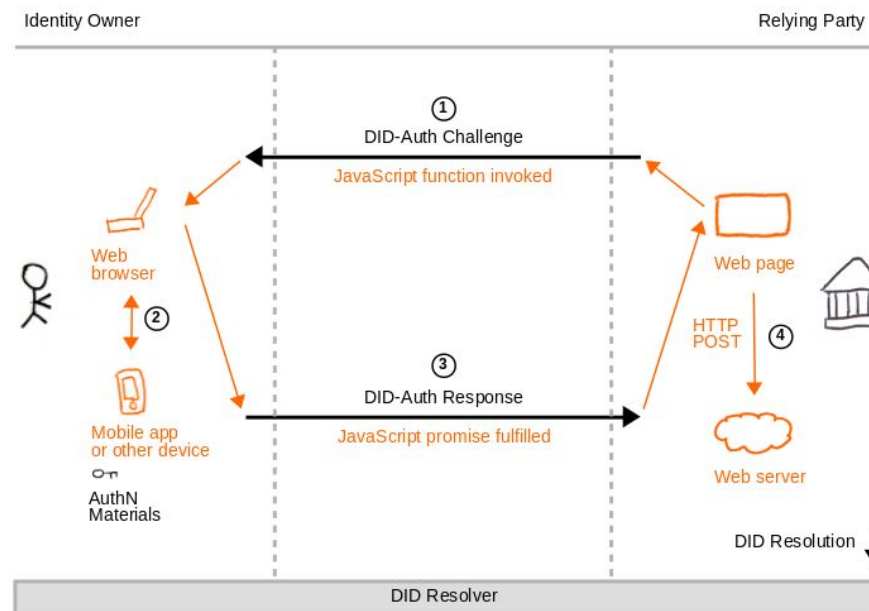 Identity Owner
Relying Party
1
DID-Auth Challenge
JavaScript function invoked
Web
browser
Web page
2
HTTP
POST
4
3
DID-Auth Response
JavaScript promise fulfilled
Mobile app
or other device
AuthN
Materials
Web server
DID Resolution
DID Resolver